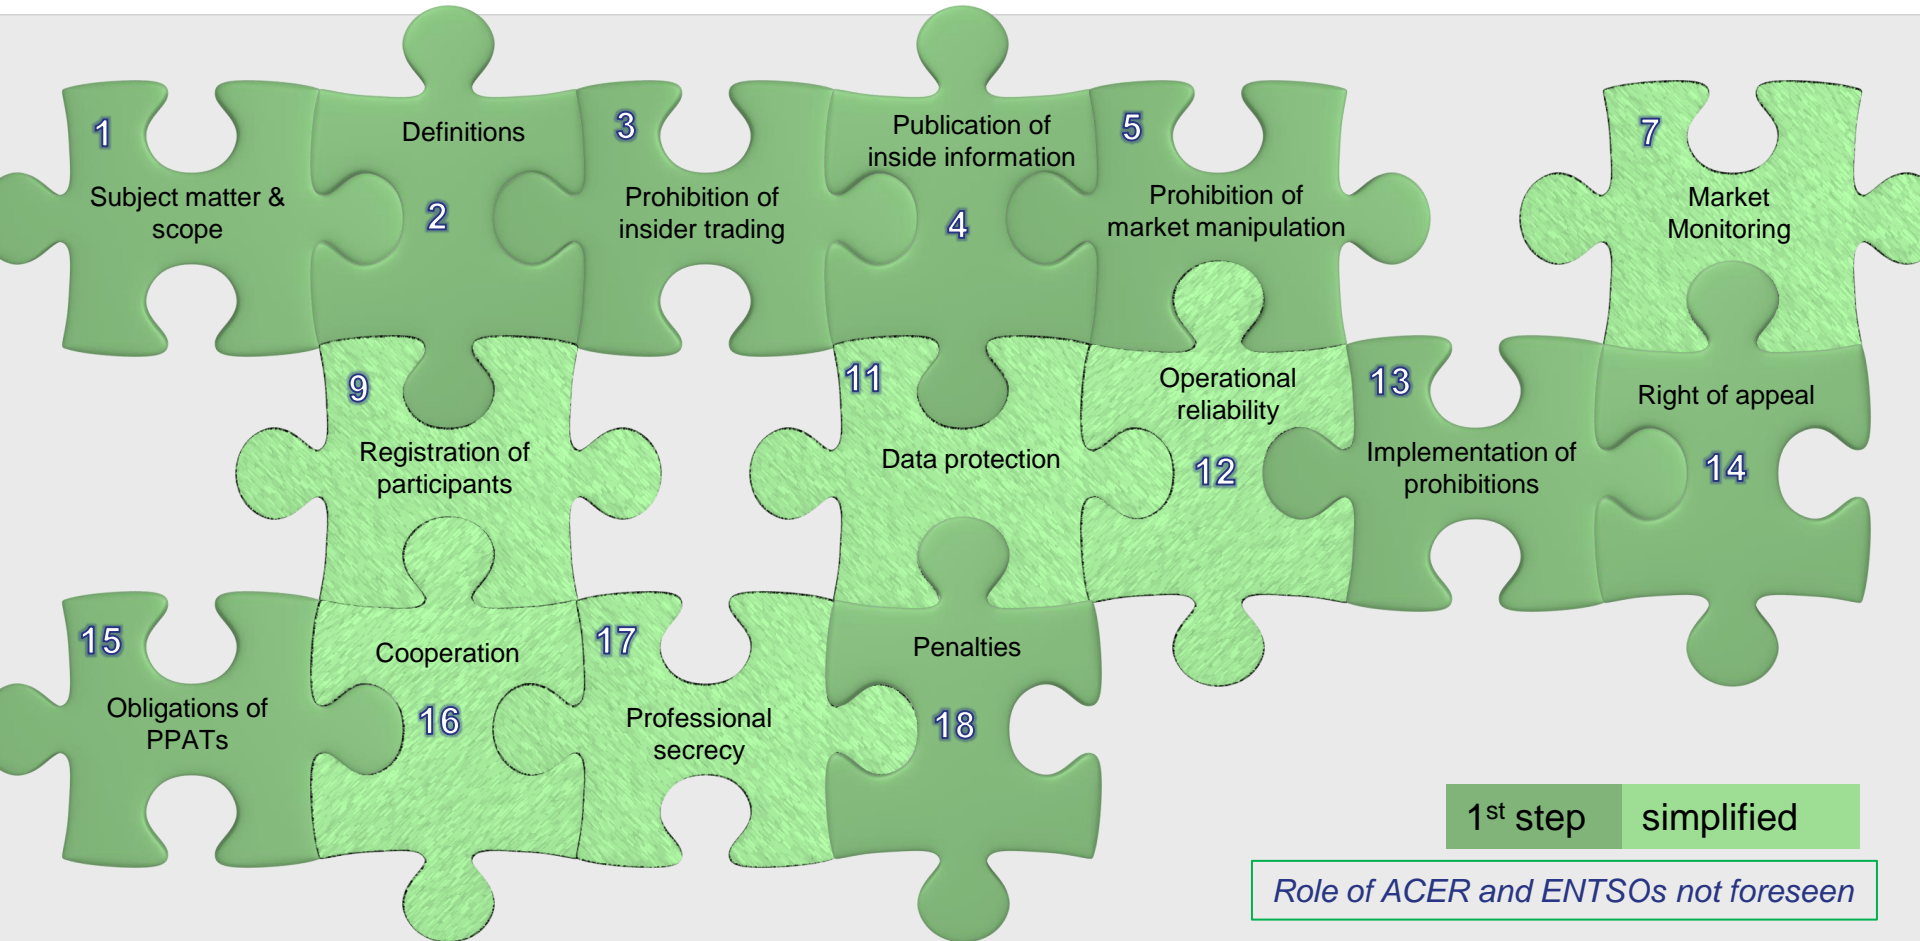 1
Subject matter &
scope
Definitions
2
3
Prohibition of
insider trading
Publication of
inside information
4
5
Prohibition of
market manipulation
7
Market
Monitoring
9
Registration of
participants
11
Data protection
Operational
reliability
12
13
Implementation of
prohibitions
Right of appeal
14
15
Obligations of
PPATs
Cooperation
16
17
Professional
secrecy
Penalties
18
1st step
simplified
Role of ACER and ENTSOs not foreseen